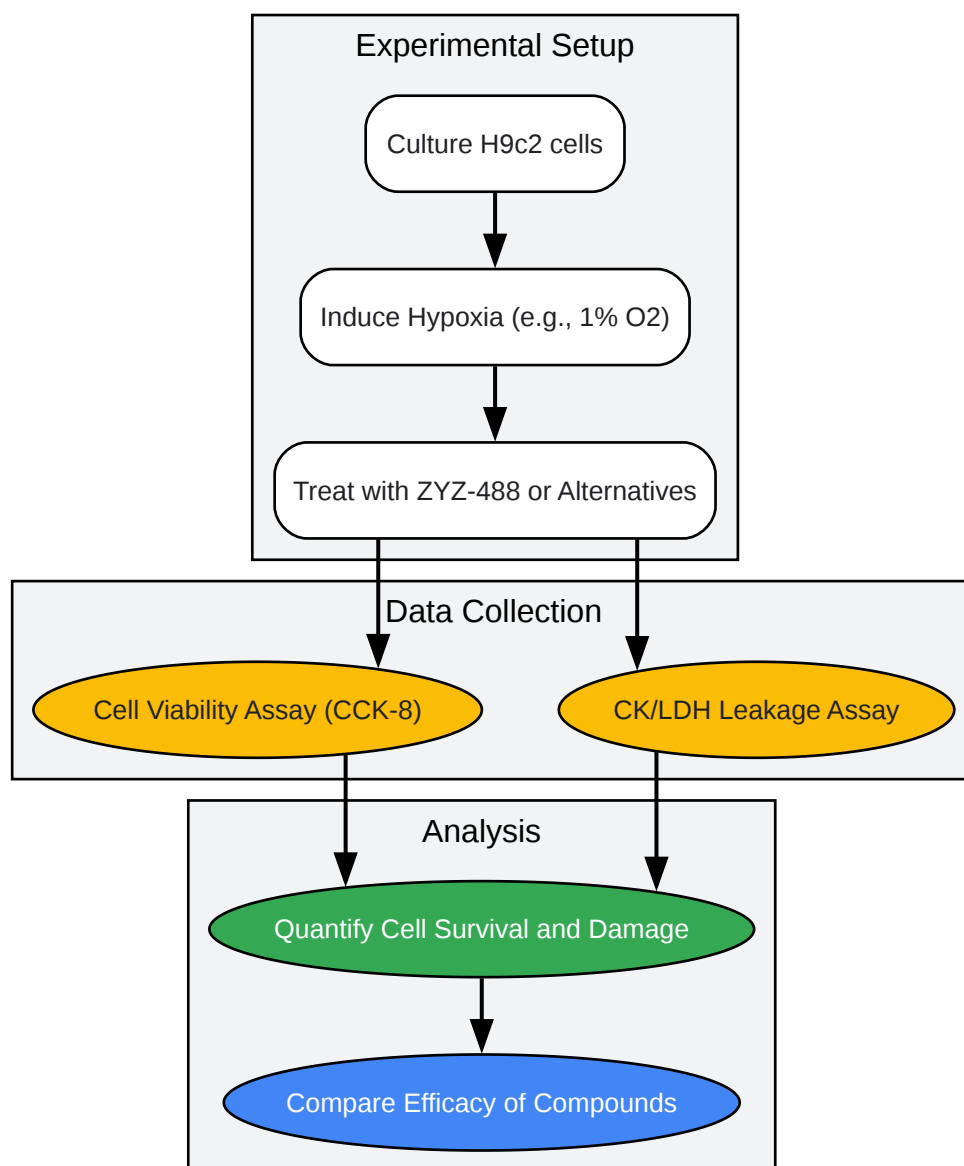 Experimental Setup
Culture H9c2 cells
Induce Hypoxia (e.g., 1% O2)
Treat with ZYZ-488 or Alternatives
Data Collection
Cell Viability Assay (CCK-8)
CK/LDH Leakage Assay
Analysis
Quantify Cell Survival and Damage
Compare Efficacy of Compounds